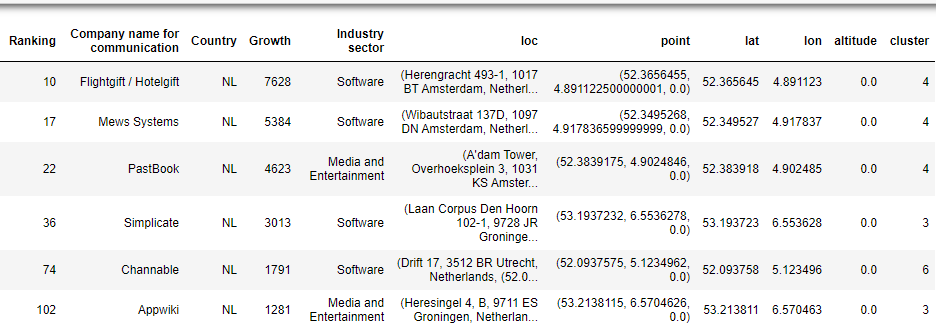 Ranking Company name for communication Country Growth Industry sector loc point lat lon altitude cluster
10 Flightgift / Hotelgift NL 7628 Software (Herengracht 493-1, 1017 BT Amsterdam, Netherl... (52.3656455, 4.891122500000001, 0.0) 52.365645 4.891123 0.0 4
17 Mews Systems NL 5384 Software (Wibautstraat 137D, 1097 DN Amsterdam, Netherl... (52.3495268, 4.917836599999999, 0.0) 52.349527 4.917837 0.0 4
22 PastBook NL 4623 Media and Entertainment (A'dam Tower, Overhoeksplein 3, 1031 KS Amster... (52.3839175, 4.9024846, 0.0) 52.383918 4.902485 0.0 4
36 Simplicate NL 3013 Software (Laan Corpus Den Hoorn 102-1, 9728 JR Groninge... (53.1937232, 6.5536278, 0.0) 53.193723 6.553628 0.0 3
74 Channable NL 1791 Software (Drift 17, 3512 BR Utrecht, Netherlands, (52.0... (52.0937575, 5.1234962, 0.0) 52.093758 5.123496 0.0 6
102 Appwiki NL 1281 Media and Entertainment (Heresingel 4, B, 9711 ES Groningen, Netherlan... (53.2138115, 6.5704626, 0.0) 53.213811 6.570463 0.0 3